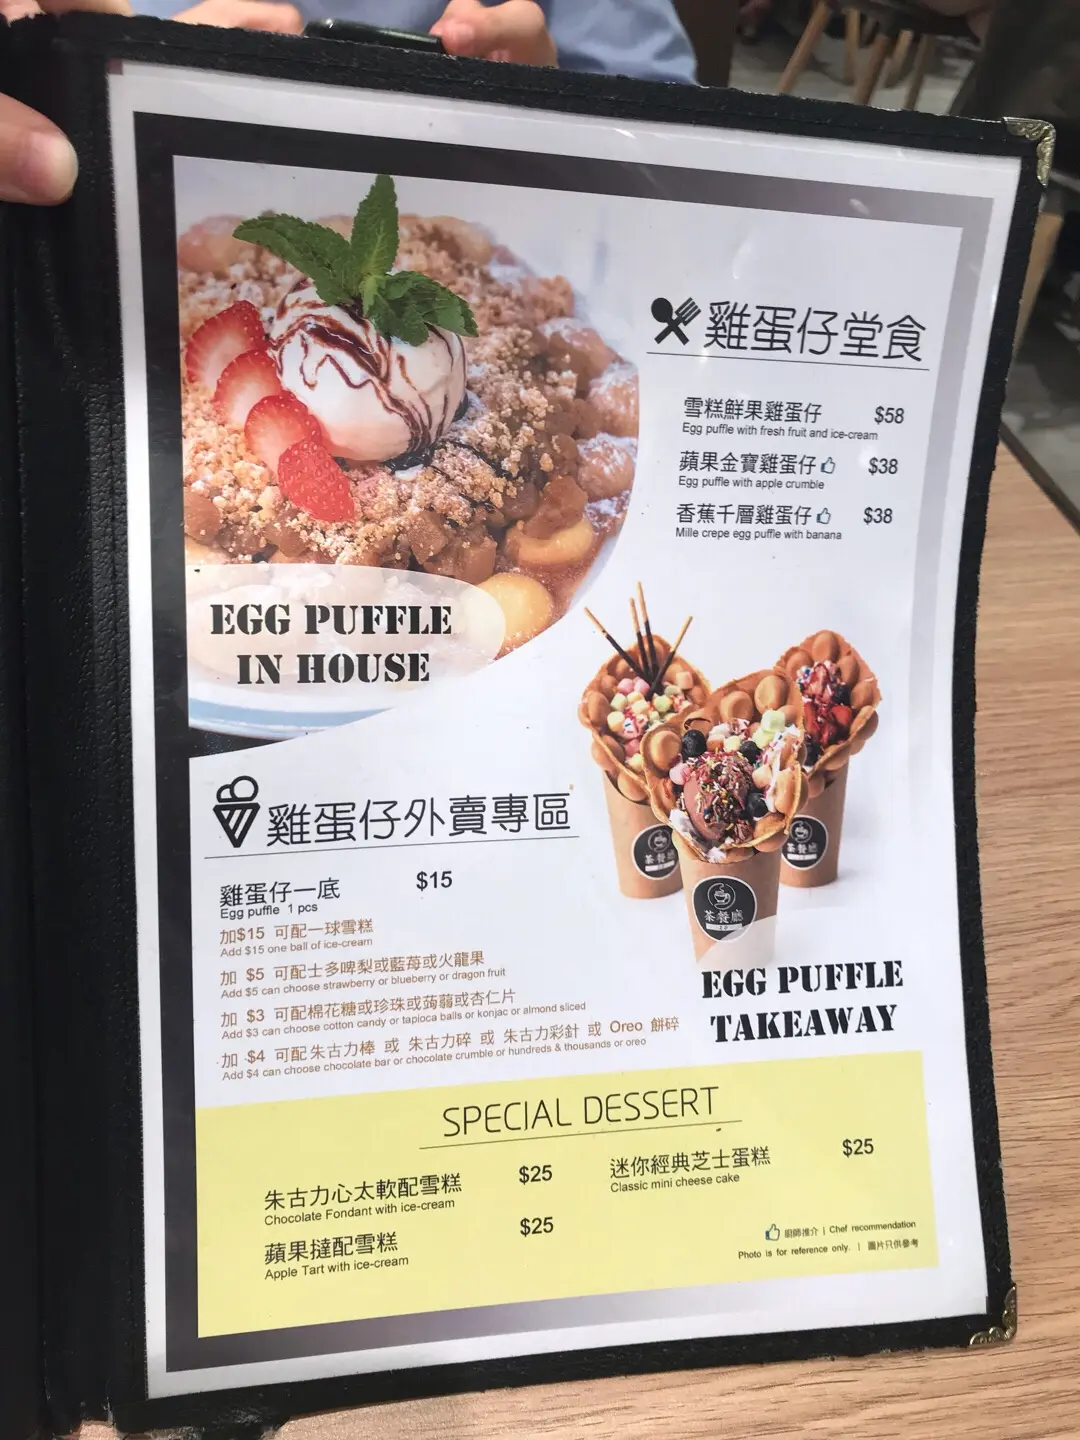 雞蛋仔堂食
雪糕鮮果雞蛋仔 $58
Egg puffle with fresh fruit and ice-cream
蘋果金寶雞蛋仔 $38
Egg puffle with apple crumble
香蕉千層雞蛋仔 $38
Mille crepe egg puffle with banana
EGG PUFFLE
IN HOUSE
雞蛋仔外賣專區
雞蛋仔一底 $15
Egg puffle 1 pcs
加$15 可配一球雪糕
Add $15 one ball of ice-cream
加 $5 可配士多啤梨或藍苺或火龍果
Add $5 can choose strawberry or blueberry or dragon fruit
加 $3 可配棉花糖或珍珠或蒟蒻或杏仁片
Add $3 can choose cotton candy or tapioca balls or konjac or almond sliced
加 $4 可配朱古力棒 或 朱古力碎 或 朱古力彩針 或 Oreo 餅碎
Add $4 can choose chocolate bar or chocolate crumble or hundreds & thousands or oreo
茶餐廳
茶餐廳
茶餐廳
EGG PUFFLE
TAKEAWAY
SPECIAL DESSERT
朱古力心太軟配雪糕 $25
Chocolate Fondant with ice-cream
蘋果撻配雪糕 $25
Apple Tart with ice-cream
迷你經典芝士蛋糕 $25
Classic mini cheese cake
廚師推介 | Chef recommendation
Photo is for reference only. | 圖片只供參考